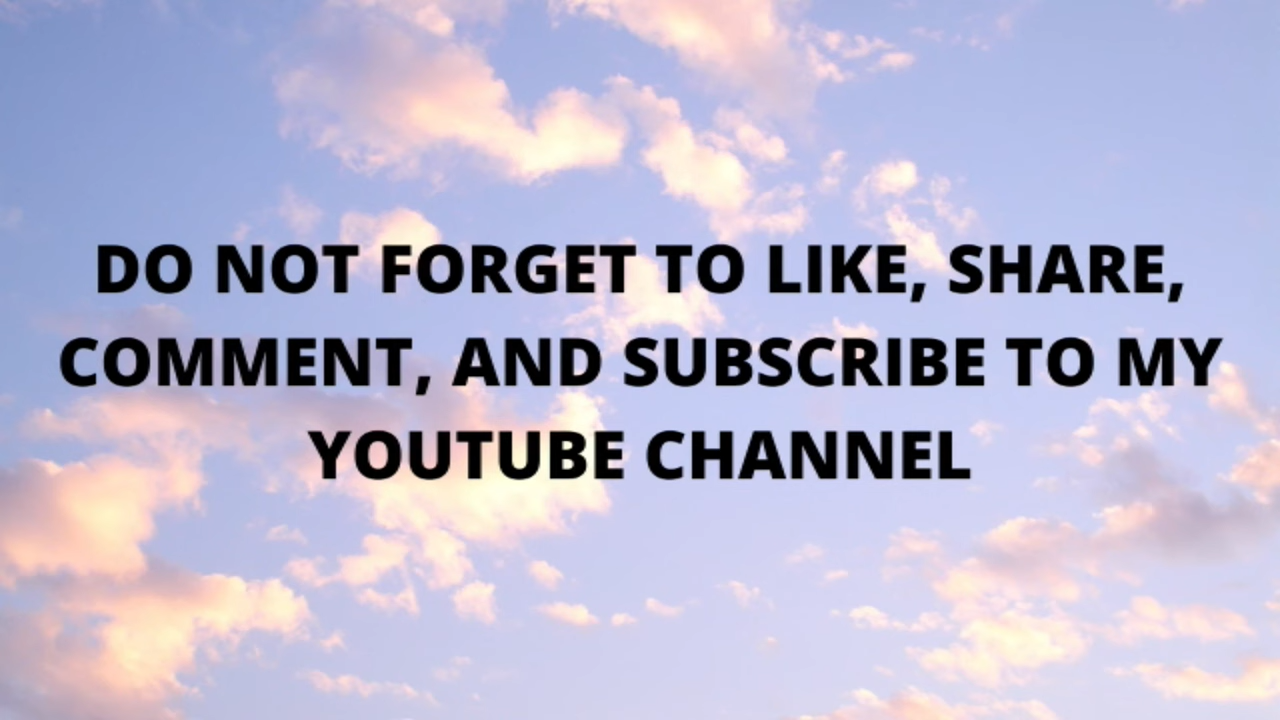 DO NOT FORGET TO LIKE, SHARE,
COMMENT, AND SUBSCRIBE TO MY
YOUTUBE CHANNEL